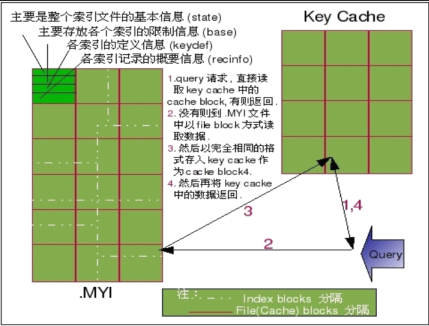 主要是整个索引文件的基本信息 (state)
主要存放各个索引的限制信息 (base)
各索引的定义信息 (keydef)
各索引记录的概要信息 (recinfo)
Key Cache
1.query 请求，直接读
取 key cache 中的
cache block, 有则返回.
2. 没有则到 .MYI 文件
中以 file block 方式读
取数据.
3. 然后以完全相同的格
式存入 key cache 作
为 cache block4.
4. 然后再将 key cache
中的数据返回.
3
1,4
2
Query
.MYI
注:
Index blocks 分隔
File(Cache) blocks 分隔